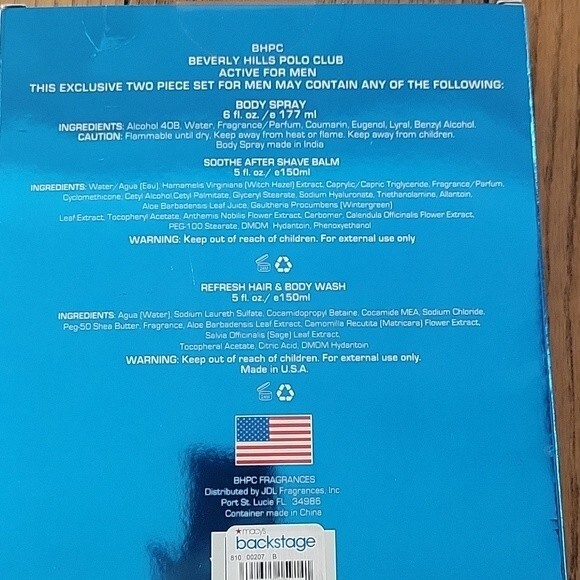 BHPC
BEVERLY HILLS POLO CLUB
ACTIVE FOR MEN
THIS EXCLUSIVE TWO PIECE SET FOR MEN MAY CONTAIN ANY OF THE FOLLOWING:
BODY SPRAY
6 fl. oz. / e 177 ml
INGREDIENTS: Alcohol 40B, Water, Fragrance/Parfum, Coumarin, Eugenol, Lyral, Benzyl Alcohol.
CAUTION: Flammable until dry. Keep away from heat or flame. Keep away from children.
Body Spray made in India
SOOTHE AFTER SHAVE BALM
5 fl. oz./ e150ml
INGREDIENTS: Water/Agua (Eau), Hamamelis Virginiana (Witch Hazel) Extract, Caprylic/Capric Triglyceride, Fragrance/Parfum,
Cyclomethicone, Cetyl Alcohol Cetyl Palmitate, Glyceryl Stearate, Sodium Hyaluronate, Triethanolamine, Allantoin,
Aloe Barbadensis Leaf Juice, Gaultheria Procumbens (Wintergreen)
Leaf Extract, Tocopheryl Acetate, Anthemis Nobilis Flower Extract, Carbomer, Calendula Officinalis Flower Extract,
PEG-100 Stearate, DMDM Hydantoin, Phenoxyethanol
WARNING: Keep out of reach of children. For external use only
REFRESH HAIR & BODY WASH
5 fl. oz./ e150ml
INGREDIENTS: Agua (Water), Sodium Laureth Sulfate, Cocamidopropyl Betaine, Cocamide MEA, Sodium Chloride,
Peg-50 Shea Butter, Fragrance, Aloe Barbadensis Leaf Extract, Camomilla Recutita (Matricara) Flower Extract,
Salvia Officinalis (Sage) Leaf Extract,
Tocopheral Acetate, Citric Acid, DMDM Hydantoin
WARNING: Keep out of reach of children. For external use only.
Made in U.S.A.
BHPC FRAGRANCES
Distributed by JDL Fragrances, Inc.
Port St. Lucie FL 34986
Container made in China
macys
backstage
810 00207 B